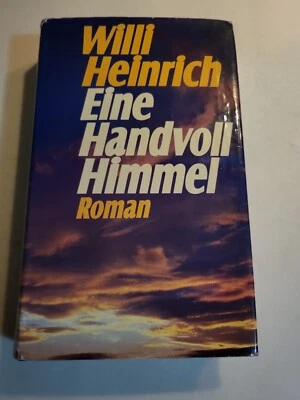 Willi
Heinrich
Eine
Handvoll
Himmel
Roman